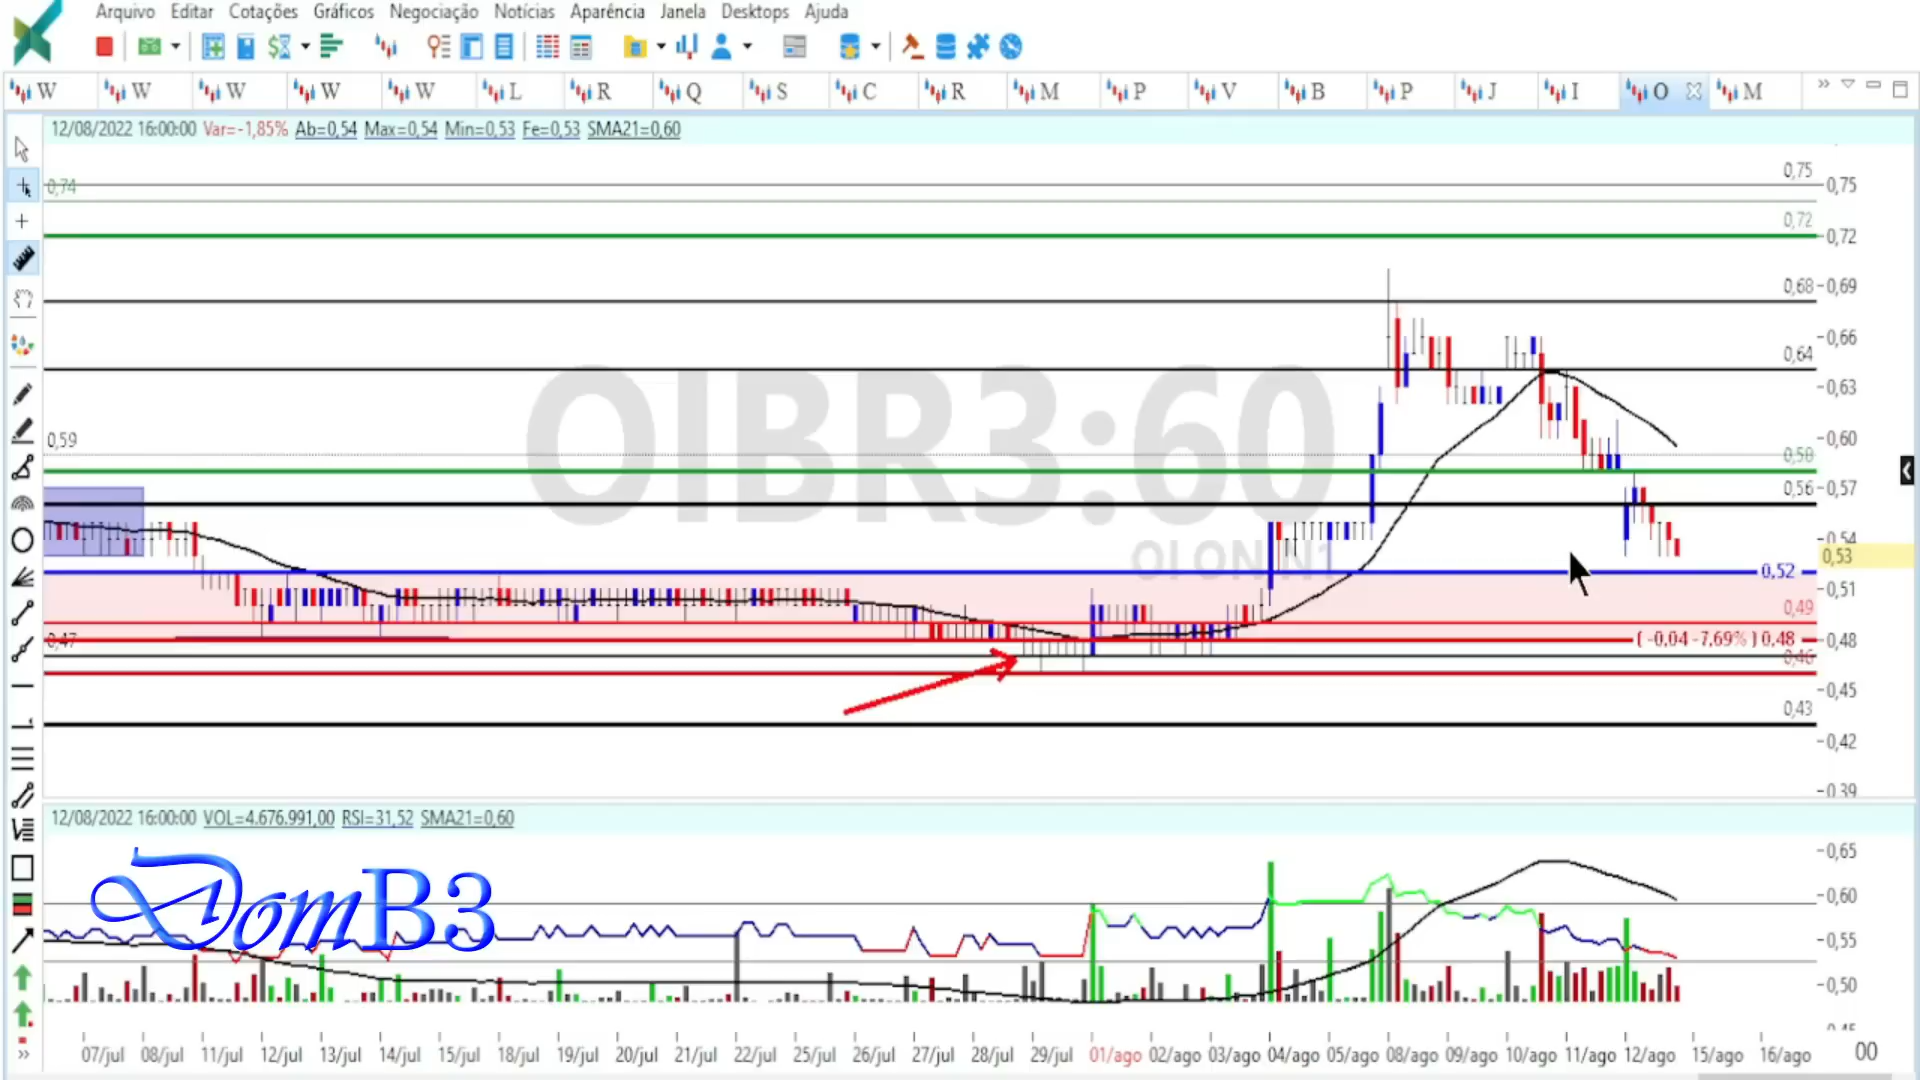 Arquivo Editar Cotações Gráficos Negociação Notícias Aparência Janela Desktops Ajuda
W W W W W L R Q S C R M P V B P J I O M
12/08/2022 16:00:00 Var=-1,85% Ab=0,54 Max=0,54 Min=0,53 Fe=0,53 SMA21=0,60
0,75
0,74 0,75
0,72
0,72
0,68 0,69
0,66
0,64
0,63
0,59 0,60
0,56 0,57
0,54
0,53
0,52
0,51
0,49
0,47 ( -0,04 -7,69% ) 0,48 0,48
0,46
0,45
0,43
0,42
0,39
OIBR3:60
OI ON N1
12/08/2022 16:00:00 VOL=4.676.991,00 RSI=31,52 SMA21=0,60
DomB3
0,65
0,60
0,55
0,50
07/jul 08/jul 11/jul 12/jul 13/jul 14/jul 15/jul 18/jul 19/jul 20/jul 21/jul 22/jul 25/jul 26/jul 27/jul 28/jul 29/jul 01/ago 02/ago 03/ago 04/ago 05/ago 08/ago 09/ago 10/ago 11/ago 12/ago 15/ago 16/ago 00